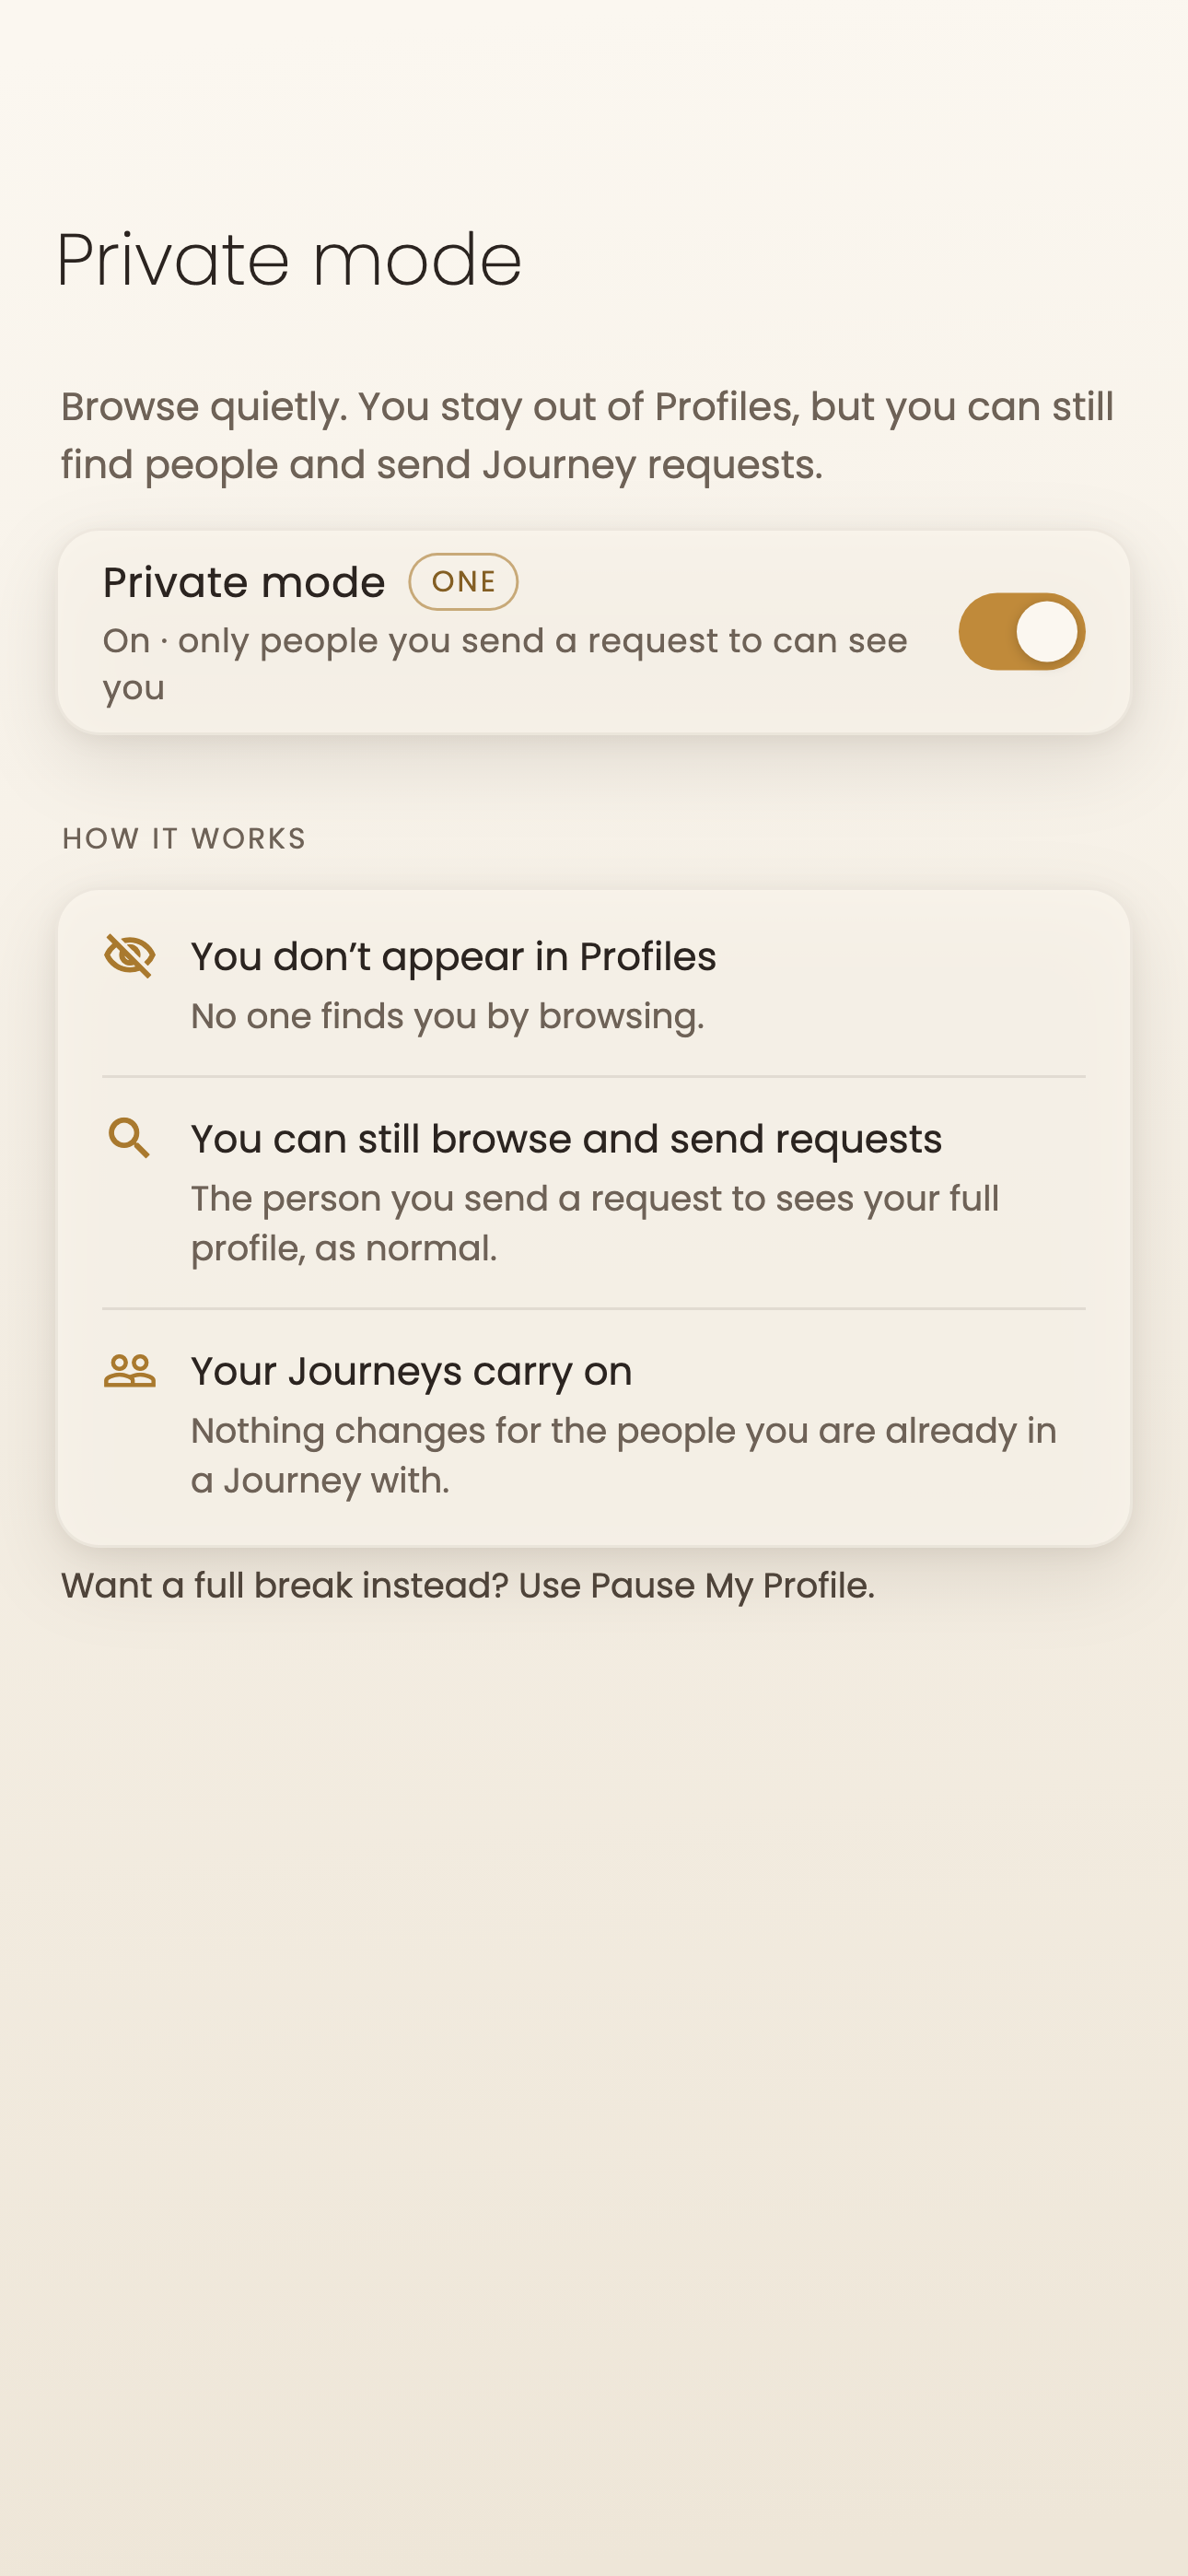 Private mode
Browse quietly. You stay out of Profiles, but you can still
find people and send Journey requests.
Private mode ONE
On · only people you send a request to can see
you
HOW IT WORKS
You don’t appear in Profiles
No one finds you by browsing.
You can still browse and send requests
The person you send a request to sees your full
profile, as normal.
Your Journeys carry on
Nothing changes for the people you are already in
a Journey with.
Want a full break instead? Use Pause My Profile.